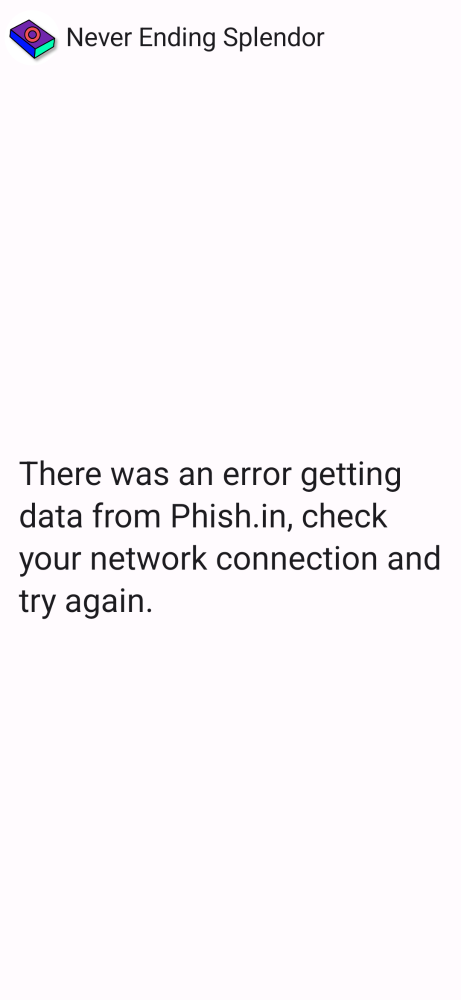 Never Ending Splendor
There was an error getting
data from Phish.in, check
your network connection and
try again.